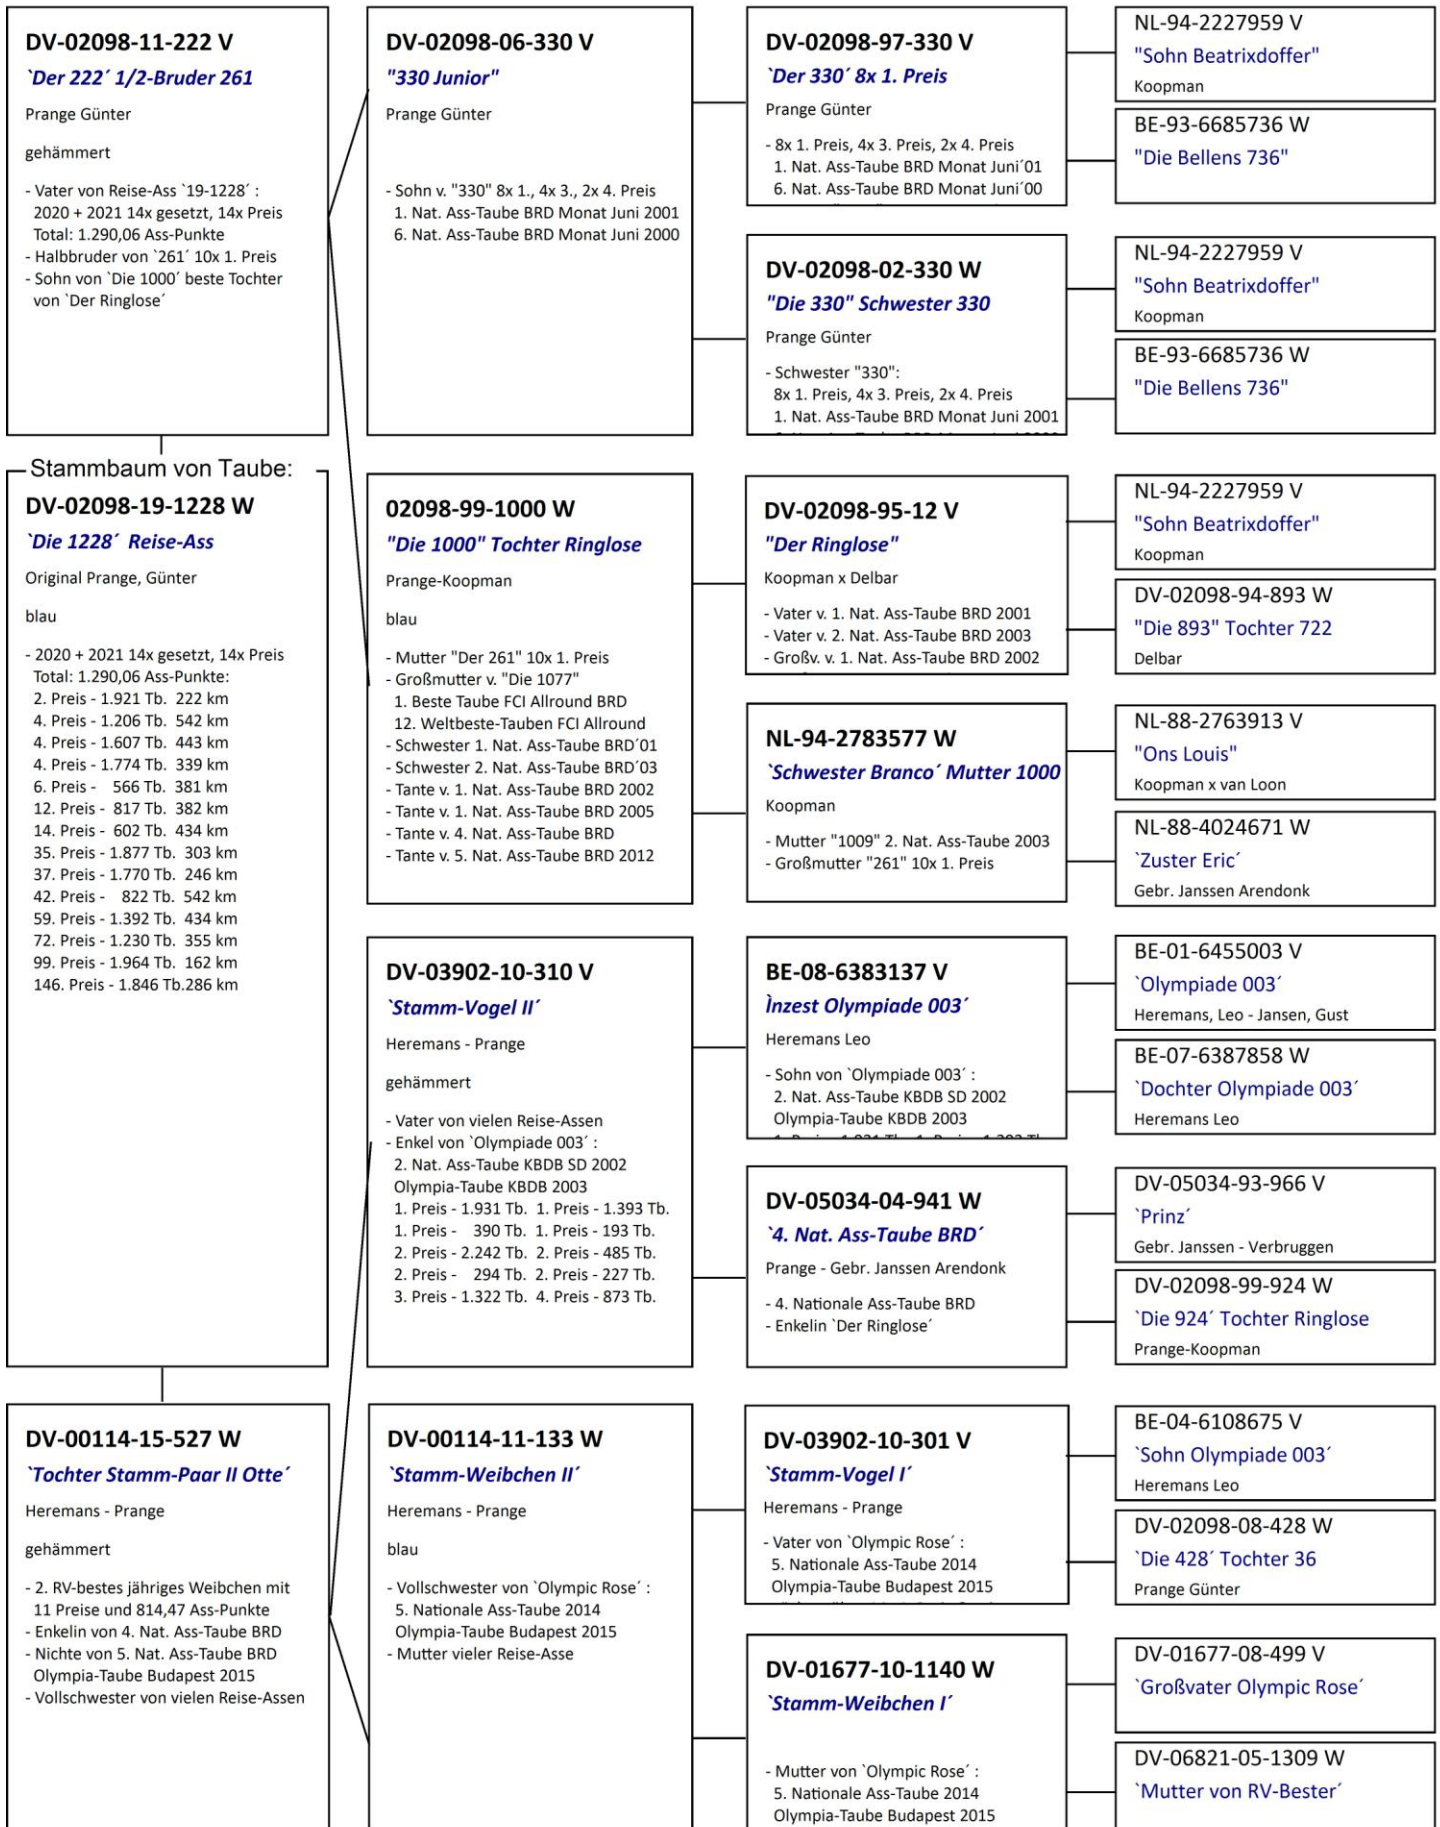 DV-02098-11-222 V
`Der 222´ 1/2-Bruder 261
Prange Günter
gehämmert
- Vater von Reise-Ass `19-1228´ :
2020 + 2021 14x gesetzt, 14x Preis
Total: 1.290,06 Ass-Punkte
- Halbbruder von `261´ 10x 1. Preis
- Sohn von `Die 1000´ beste Tochter
von `Der Ringlose´
Stammbaum von Taube:
DV-02098-19-1228 W
`Die 1228´ Reise-Ass
Original Prange, Günter
blau
- 2020 + 2021 14x gesetzt, 14x Preis
Total: 1.290,06 Ass-Punkte:
2. Preis - 1.921 Tb. 222 km
4. Preis - 1.206 Tb. 542 km
4. Preis - 1.607 Tb. 443 km
4. Preis - 1.774 Tb. 339 km
6. Preis - 566 Tb. 381 km
12. Preis - 817 Tb. 382 km
14. Preis - 602 Tb. 434 km
35. Preis - 1.877 Tb. 303 km
37. Preis - 1.770 Tb. 246 km
42. Preis - 822 Tb. 542 km
59. Preis - 1.392 Tb. 434 km
72. Preis - 1.230 Tb. 355 km
99. Preis - 1.964 Tb. 162 km
146. Preis - 1.846 Tb.286 km
DV-00114-15-527 W
`Tochter Stamm-Paar II Otte´
Heremans - Prange
gehämmert
- 2. RV-bestes jähriges Weibchen mit
11 Preise und 814,47 Ass-Punkte
- Enkelin von 4. Nat. Ass-Taube BRD
- Nichte von 5. Nat. Ass-Taube BRD
Olympia-Taube Budapest 2015
- Vollschwester von vielen Reise-Assen
DV-02098-06-330 V
"330 Junior"
Prange Günter
- Sohn v. "330" 8x 1., 4x 3., 2x 4. Preis
1. Nat. Ass-Taube BRD Monat Juni 2001
6. Nat. Ass-Taube BRD Monat Juni 2000
02098-99-1000 W
"Die 1000" Tochter Ringlose
Prange-Koopman
blau
- Mutter "Der 261" 10x 1. Preis
- Großmutter v. "Die 1077"
1. Beste Taube FCI Allround BRD
12. Weltbeste-Tauben FCI Allround
- Schwester 1. Nat. Ass-Taube BRD´01
- Schwester 2. Nat. Ass-Taube BRD´03
- Tante v. 1. Nat. Ass-Taube BRD 2002
- Tante v. 1. Nat. Ass-Taube BRD 2005
- Tante v. 4. Nat. Ass-Taube BRD
- Tante v. 5. Nat. Ass-Taube BRD 2012
DV-03902-10-310 V
`Stamm-Vogel II´
Heremans - Prange
gehämmert
- Vater von vielen Reise-Assen
- Enkel von `Olympiade 003´ :
2. Nat. Ass-Taube KBDB SD 2002
Olympia-Taube KBDB 2003
1. Preis - 1.931 Tb. 1. Preis - 1.393 Tb.
1. Preis - 390 Tb. 1. Preis - 193 Tb.
2. Preis - 2.242 Tb. 2. Preis - 485 Tb.
2. Preis - 294 Tb. 2. Preis - 227 Tb.
3. Preis - 1.322 Tb. 4. Preis - 873 Tb.
DV-00114-11-133 W
`Stamm-Weibchen II´
Heremans - Prange
blau
- Vollschwester von `Olympic Rose´ :
5. Nationale Ass-Taube 2014
Olympia-Taube Budapest 2015
- Mutter vieler Reise-Asse
DV-02098-97-330 V
`Der 330´ 8x 1. Preis
Prange Günter
- 8x 1. Preis, 4x 3. Preis, 2x 4. Preis
1. Nat. Ass-Taube BRD Monat Juni´01
6. Nat. Ass-Taube BRD Monat Juni´00
DV-02098-02-330 W
"Die 330" Schwester 330
Prange Günter
- Schwester "330":
8x 1. Preis, 4x 3. Preis, 2x 4. Preis
1. Nat. Ass-Taube BRD Monat Juni 2001
DV-02098-95-12 V
"Der Ringlose"
Koopman x Delbar
- Vater v. 1. Nat. Ass-Taube BRD 2001
- Vater v. 2. Nat. Ass-Taube BRD 2003
- Großv. v. 1. Nat. Ass-Taube BRD 2002
NL-94-2783577 W
`Schwester Branco´ Mutter 1000
Koopman
- Mutter "1009" 2. Nat. Ass-Taube 2003
- Großmutter "261" 10x 1. Preis
BE-08-6383137 V
Ìnzest Olympiade 003´
Heremans Leo
- Sohn von `Olympiade 003´ :
2. Nat. Ass-Taube KBDB SD 2002
Olympia-Taube KBDB 2003
DV-05034-04-941 W
`4. Nat. Ass-Taube BRD´
Prange - Gebr. Janssen Arendonk
- 4. Nationale Ass-Taube BRD
- Enkelin `Der Ringlose´
DV-03902-10-301 V
`Stamm-Vogel I´
Heremans - Prange
- Vater von `Olympic Rose´ :
5. Nationale Ass-Taube 2014
Olympia-Taube Budapest 2015
DV-01677-10-1140 W
`Stamm-Weibchen I´
- Mutter von `Olympic Rose´ :
5. Nationale Ass-Taube 2014
Olympia-Taube Budapest 2015
NL-94-2227959 V
"Sohn Beatrixdoffer"
Koopman
BE-93-6685736 W
"Die Bellens 736"
NL-94-2227959 V
"Sohn Beatrixdoffer"
Koopman
BE-93-6685736 W
"Die Bellens 736"
NL-94-2227959 V
"Sohn Beatrixdoffer"
Koopman
DV-02098-94-893 W
"Die 893" Tochter 722
Delbar
NL-88-2763913 V
"Ons Louis"
Koopman x van Loon
NL-88-4024671 W
`Zuster Eric´
Gebr. Janssen Arendonk
BE-01-6455003 V
`Olympiade 003´
Heremans, Leo - Jansen, Gust
BE-07-6387858 W
`Dochter Olympiade 003´
Heremans Leo
DV-05034-93-966 V
`Prinz´
Gebr. Janssen - Verbruggen
DV-02098-99-924 W
`Die 924´ Tochter Ringlose
Prange-Koopman
BE-04-6108675 V
`Sohn Olympiade 003´
Heremans Leo
DV-02098-08-428 W
`Die 428´ Tochter 36
Prange Günter
DV-01677-08-499 V
`Großvater Olympic Rose´
DV-06821-05-1309 W
`Mutter von RV-Bester´